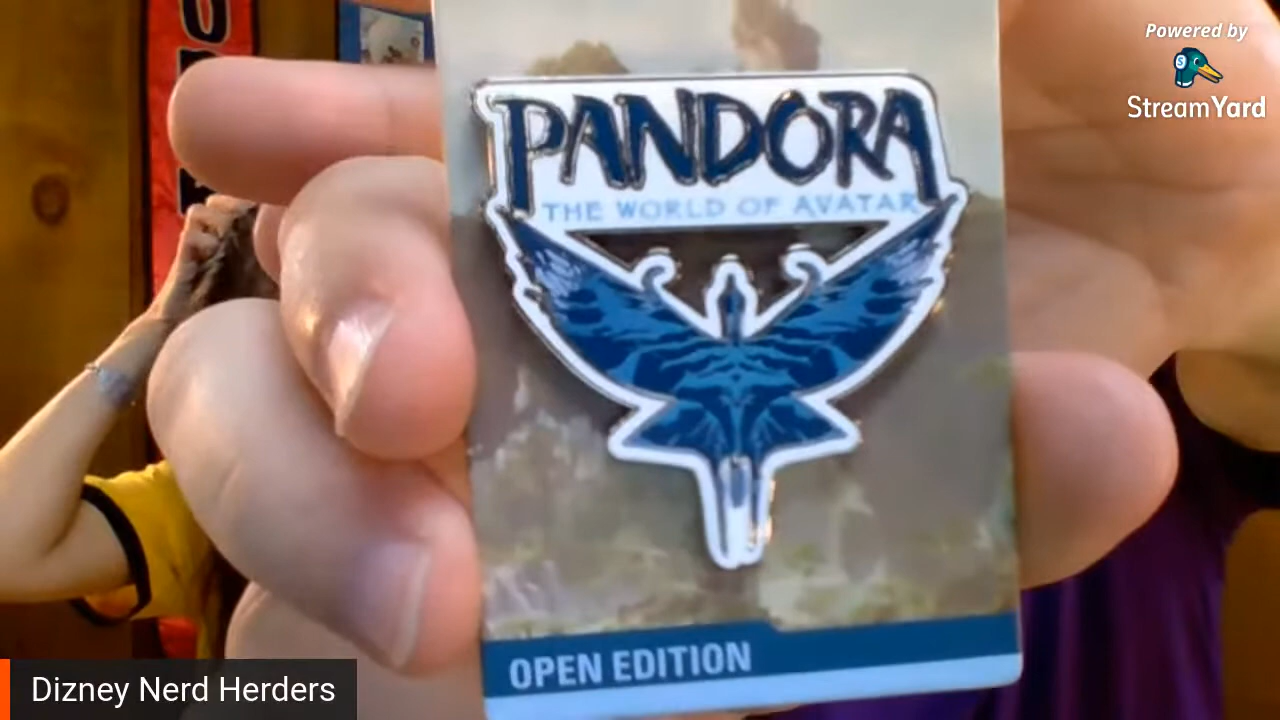 Powered by
StreamYard
PANDORA
THE WORLD OF AVATAR
OPEN EDITION
Dizney Nerd Herders